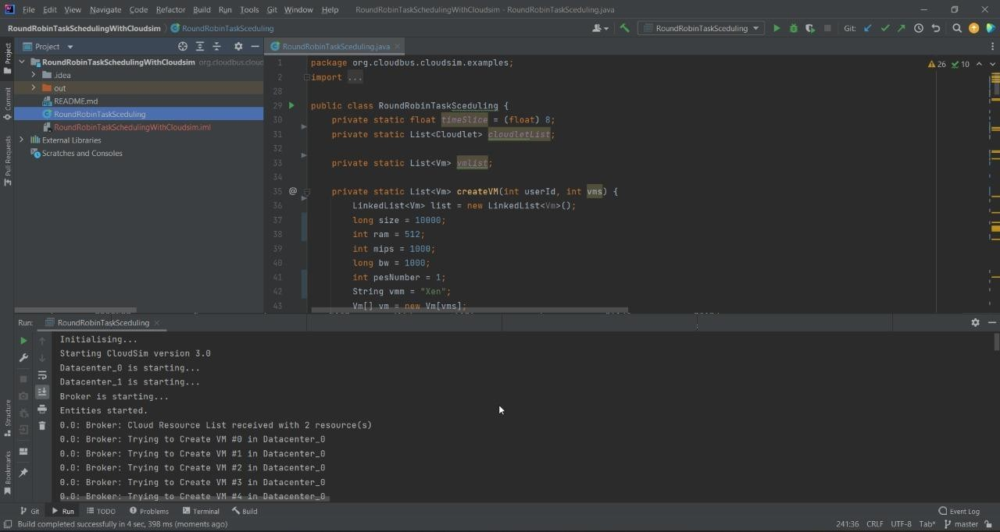 File Edit View Navigate Code Refactor Build Run Tools Git Window Help RoundRobinTaskSchedulingWithCloudsim - RoundRobinTaskSceduling.java
RoundRobinTaskSchedulingWithCloudsim RoundRobinTaskSceduling RoundRobinTaskSceduling Git:
Project RoundRobinTaskSceduling.java
RoundRobinTaskSchedulingWithCloudsim org.cloudbus.cloud
.idea
out
README.md
RoundRobinTaskSceduling
RoundRobinTaskSchedulingWithCloudsim.iml
External Libraries
Scratches and Consoles
Project
Commit
Pull Requests
26 10
1 package org.cloudbus.cloudsim.examples;
2 import ...
28
29 public class RoundRobinTaskSceduling {
30 private static float timeSlice = (float) 8;
31 private static List<Cloudlet> cloudletList;
32
33 private static List<Vm> vmlist;
34
35 @ private static List<Vm> createVM(int userId, int vms) {
36 LinkedList<Vm> list = new LinkedList<Vm>();
37 long size = 10000;
38 int ram = 512;
39 int mips = 1000;
40 long bw = 1000;
41 int pesNumber = 1;
42 String vmm = "Xen";
43 Vm[] vm = new Vm[vms];
Run: RoundRobinTaskSceduling
Initialising...
Starting CloudSim version 3.0
Datacenter_0 is starting...
Datacenter_1 is starting...
Broker is starting...
Entities started.
0.0: Broker: Cloud Resource List received with 2 resource(s)
0.0: Broker: Trying to Create VM #0 in Datacenter_0
0.0: Broker: Trying to Create VM #1 in Datacenter_0
0.0: Broker: Trying to Create VM #2 in Datacenter_0
0.0: Broker: Trying to Create VM #3 in Datacenter_0
0.0: Broker: Trying to Create VM #4 in Datacenter_0
Structure
Bookmarks
Git Run TODO Problems Terminal Build Event Log
Build completed successfully in 4 sec, 398 ms (moments ago) 241:36 CRLF UTF-8 Tab* master